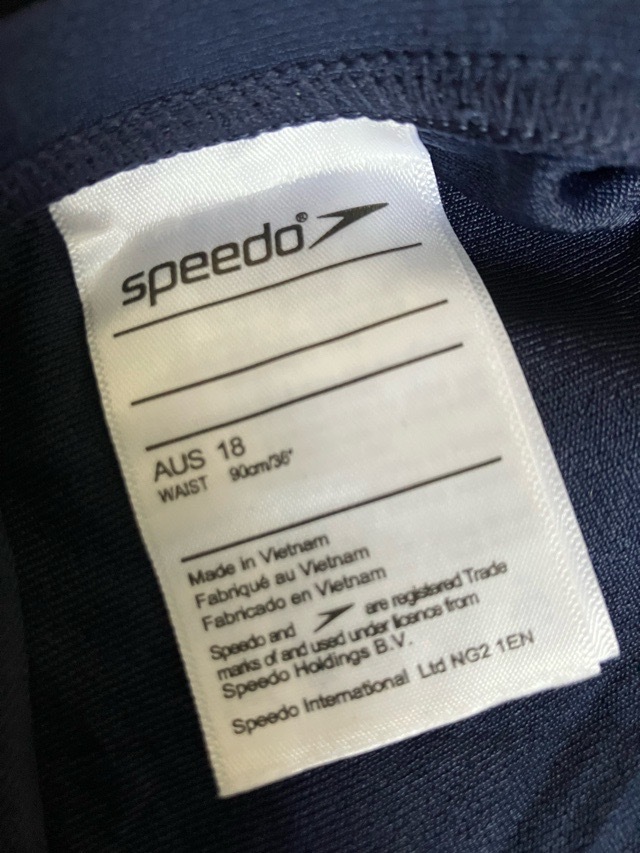 speedo®
AUS 18
WAIST 90cm/36"
Made in Vietnam
Fabriqué au Vietnam
Fabricado en Vietnam
Speedo and are registered Trade
marks of and used under licence from
Speedo Holdings B.V.
Speedo International Ltd NG2 1EN